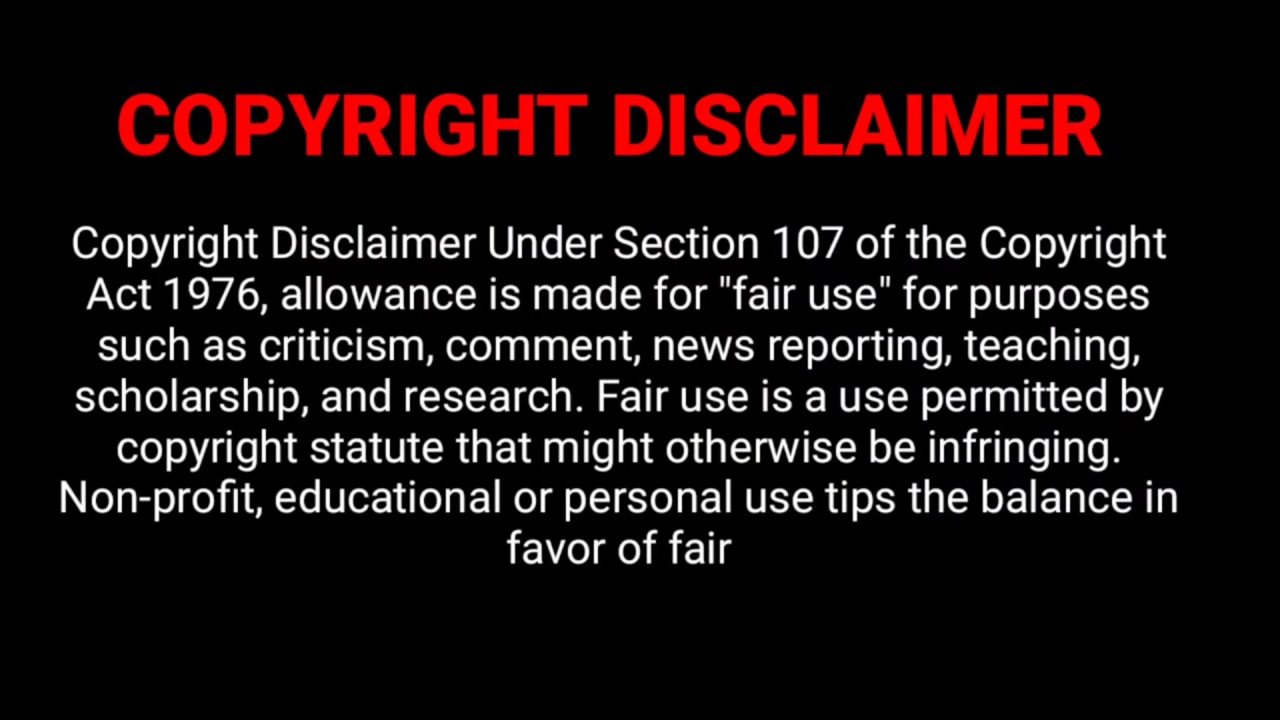 COPYRIGHT DISCLAIMER
Copyright Disclaimer Under Section 107 of the Copyright
Act 1976, allowance is made for "fair use" for purposes
such as criticism, comment, news reporting, teaching,
scholarship, and research. Fair use is a use permitted by
copyright statute that might otherwise be infringing.
Non-profit, educational or personal use tips the balance in
favor of fair